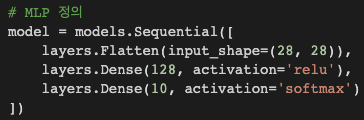 # MLP 정의
model = models.Sequential([
    layers.Flatten(input_shape=(28, 28)),
    layers.Dense(128, activation='relu'),
    layers.Dense(10, activation='softmax')
])